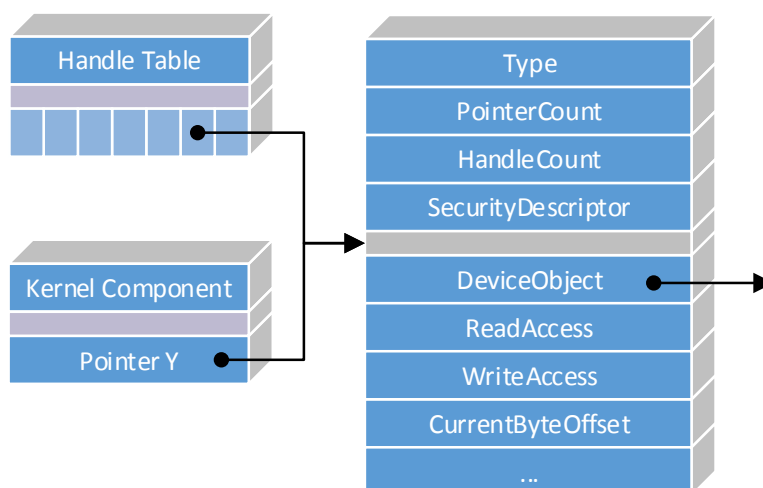 Handle Table
Kernel Component
Pointer Y
Type
PointerCount
HandleCount
SecurityDescriptor
DeviceObject
ReadAccess
WriteAccess
CurrentByteOffset
...